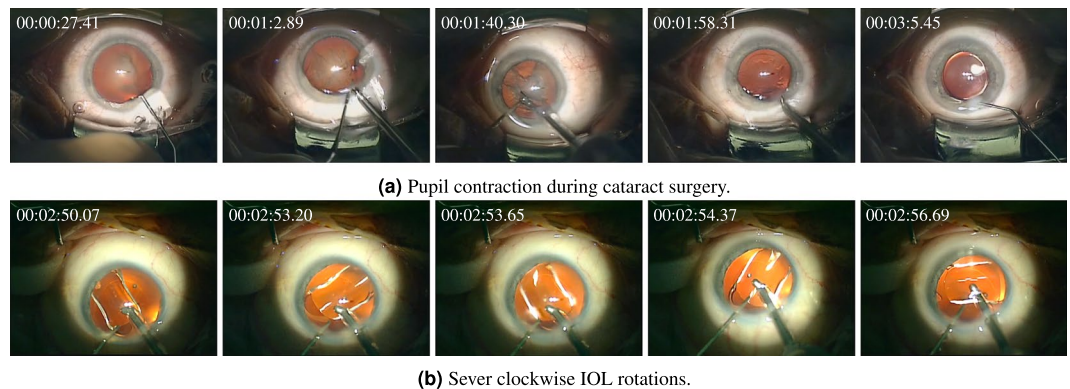 00:00:27.41 00:01:2.89 00:01:40.30 00:01:58.31 00:03:5.45
(a) Pupil contraction during cataract surgery.
00:02:50.07 00:02:53.20 00:02:53.65 00:02:54.37 00:02:56.69
(b) Sever clockwise IOL rotations.